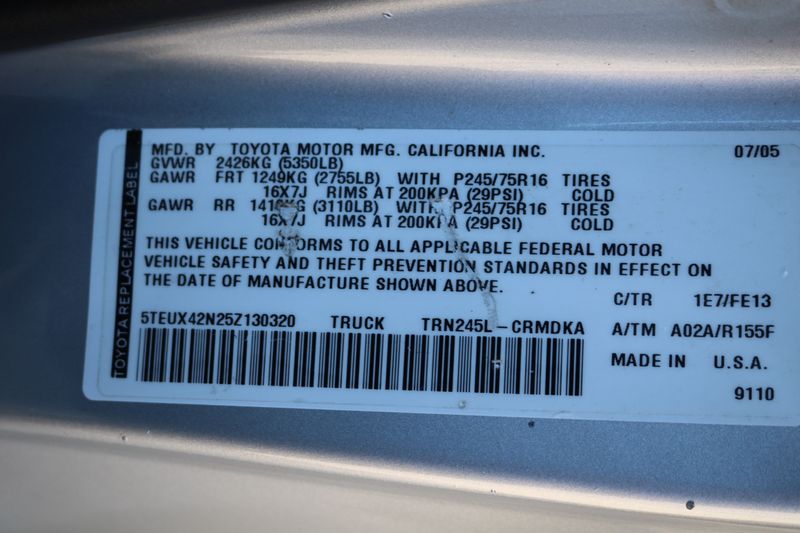 TOYOTA REPLACEMENT LABEL
MFD. BY TOYOTA MOTOR MFG. CALIFORNIA INC. 07/05
GVWR 2426KG (5350LB)
GAWR FRT 1249KG (2755LB) WITH P245/75R16 TIRES
16X7J RIMS AT 200KPA (29PSI) COLD
GAWR RR (3110LB) WITH P245/75R16 TIRES
16X7J RIMS AT 200KPA (29PSI) COLD
THIS VEHICLE CONFORMS TO ALL APPLICABLE FEDERAL MOTOR
VEHICLE SAFETY AND THEFT PREVENTION STANDARDS IN EFFECT ON
THE DATE OF MANUFACTURE SHOWN ABOVE.
C/TR 1E7/FE13
5TEUX42N25Z130320 TRUCK TRN245L-CRMDKA A/TM A02A/R155F
MADE IN U.S.A.
9110